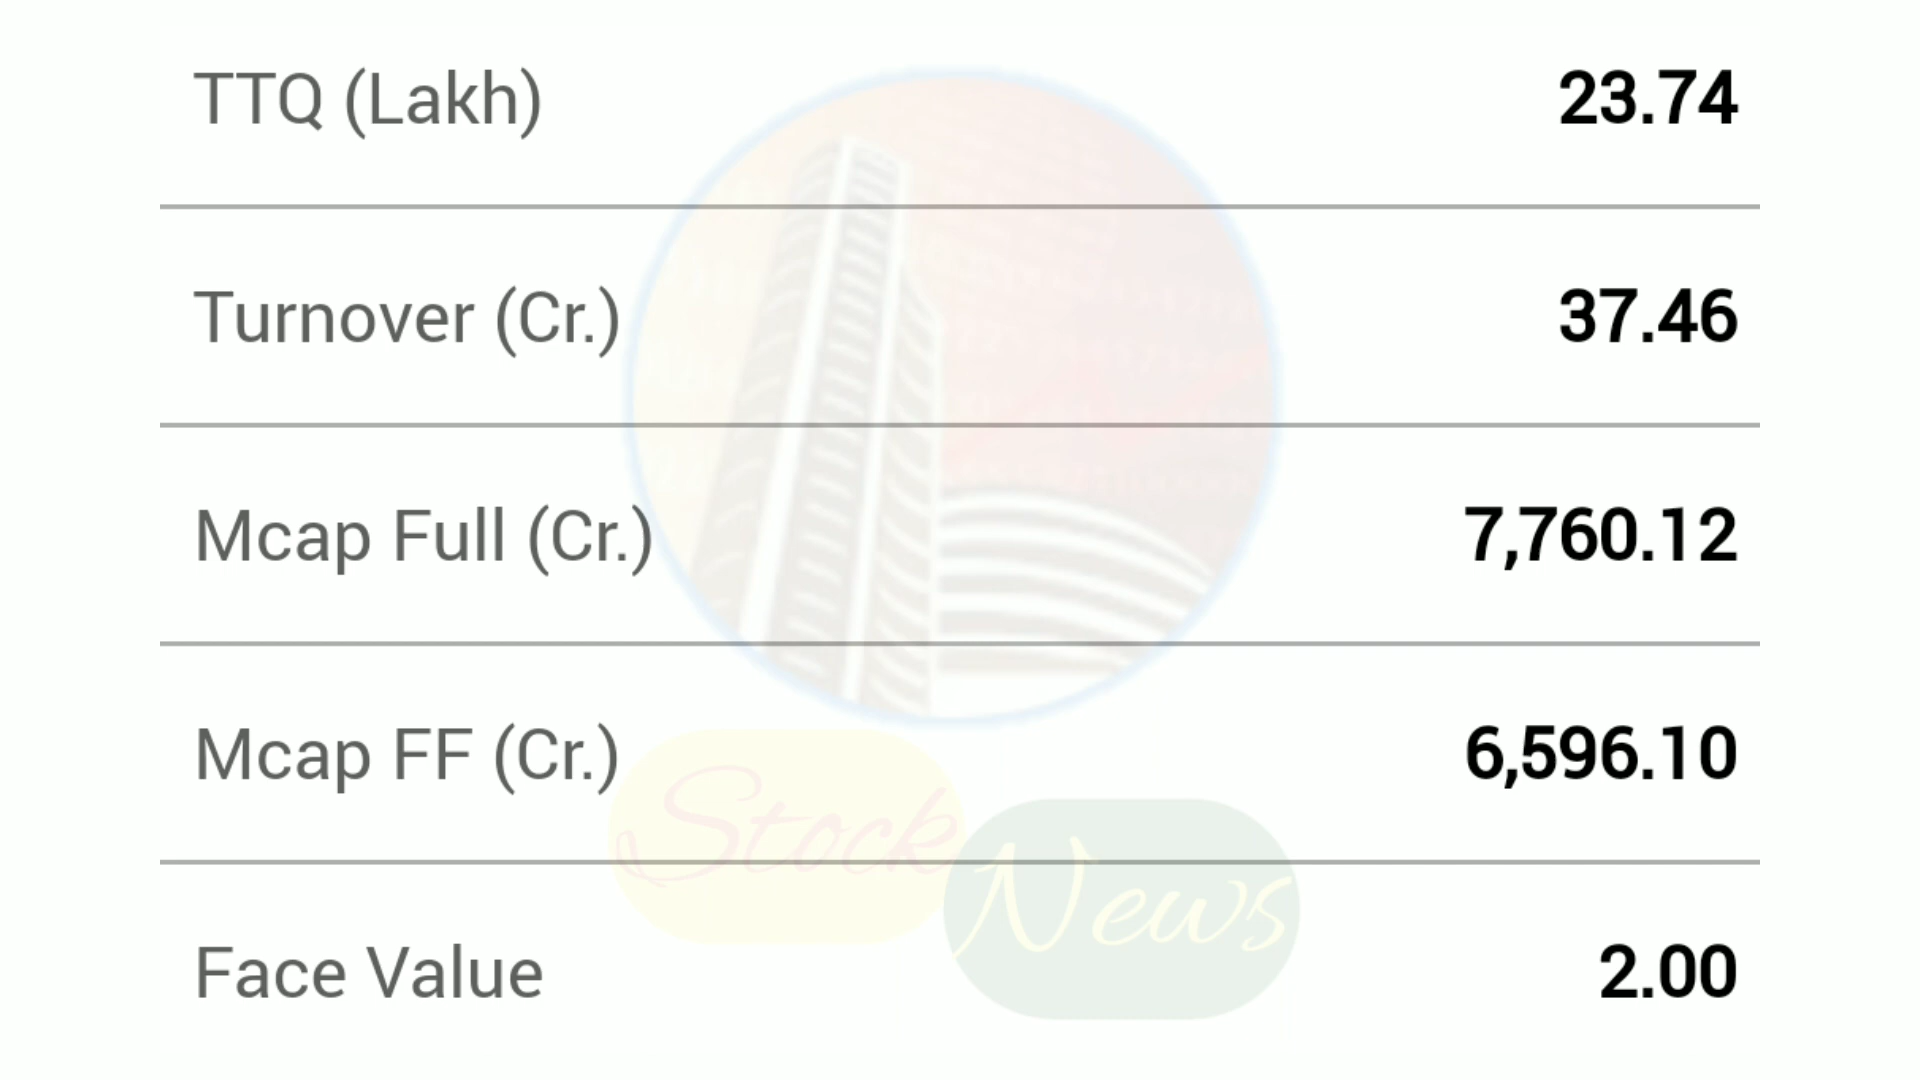 TTQ (Lakh) 23.74
Turnover (Cr.) 37.46
Mcap Full (Cr.) 7,760.12
Mcap FF (Cr.) 6,596.10
Stock
News
Face Value 2.00